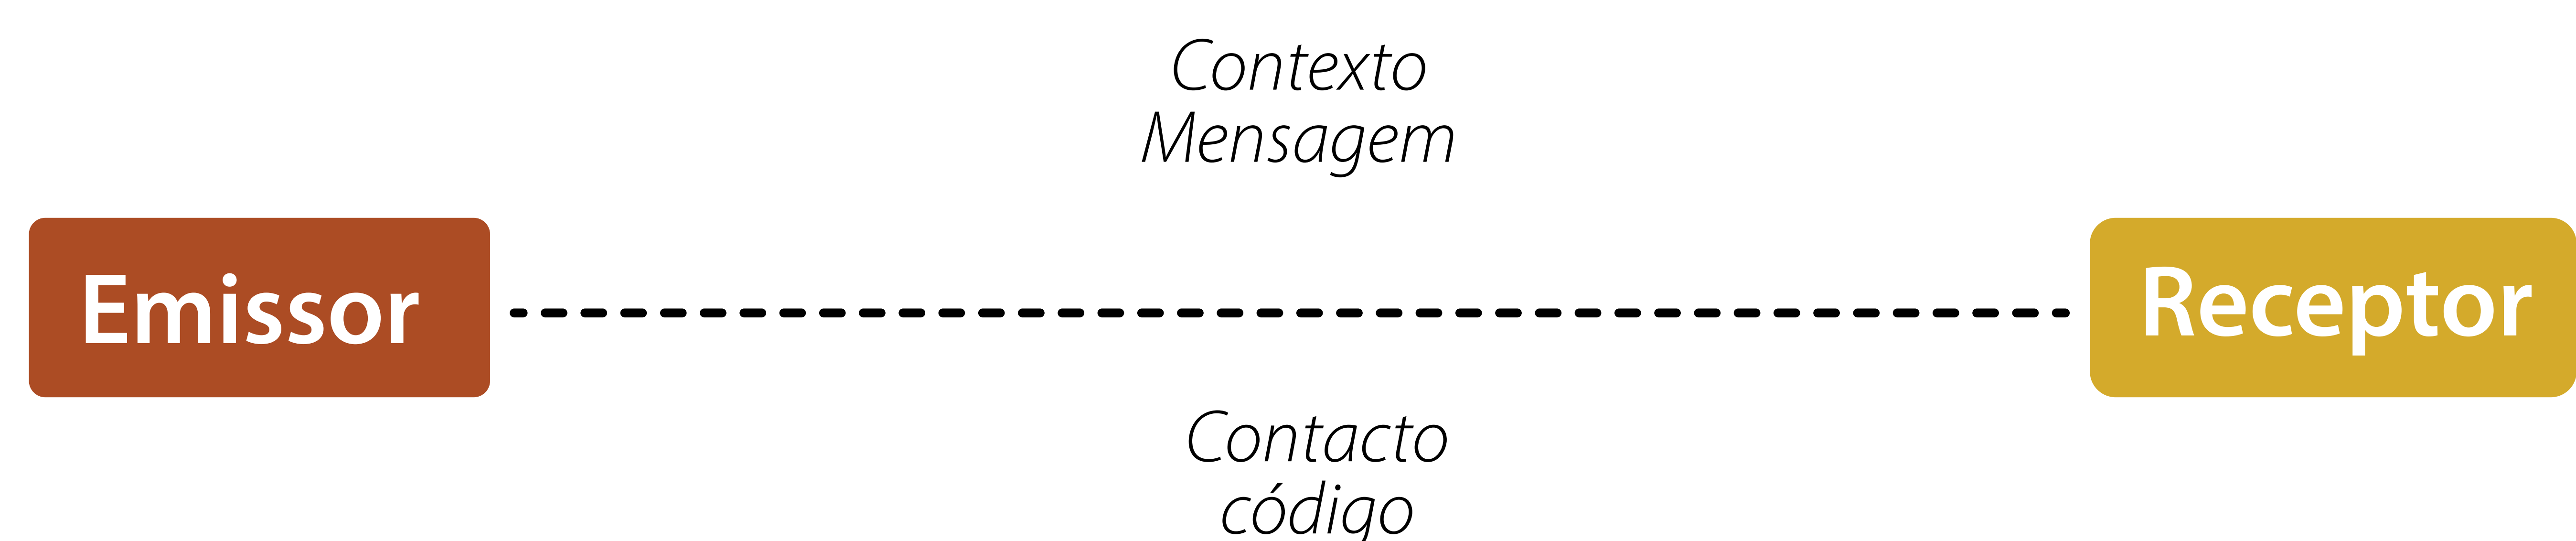 Contexto
Mensagem
Emissor
Receptor
Contacto
código